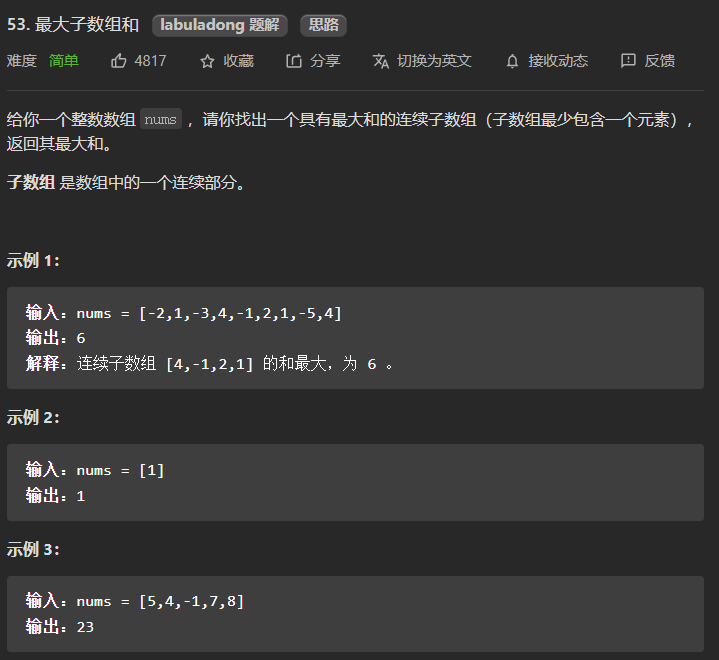 53. 最大子数组和 labuladong 题解 思路
难度 简单 4817 收藏 分享 切换为英文 接收动态 反馈
给你一个整数数组 nums ，请你找出一个具有最大和的连续子数组（子数组最少包含一个元素），
返回其最大和。
子数组 是数组中的一个连续部分。
示例 1：
输入：nums = [-2,1,-3,4,-1,2,1,-5,4]
输出：6
解释：连续子数组 [4,-1,2,1] 的和最大，为 6 。
示例 2：
输入：nums = [1]
输出：1
示例 3：
输入：nums = [5,4,-1,7,8]
输出：23